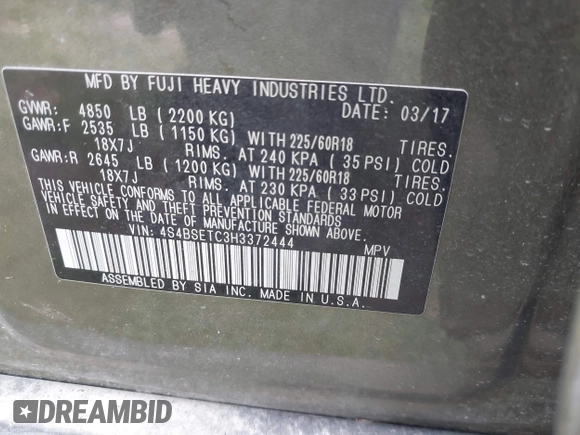 MFD BY FUJI HEAVY INDUSTRIES LTD.
GVWR: 4850 LB (2200 KG) DATE: 03/17
GAWR:F 2535 LB (1150 KG) WITH 225/60R18 TIRES.
18X7J RIMS. AT 240 KPA (35 PSI) COLD
GAWR:R 2645 LB (1200 KG) WITH 225/60R18 TIRES.
18X7J RIMS. AT 230 KPA (33 PSI) COLD
THIS VEHICLE CONFORMS TO ALL APPLICABLE FEDERAL MOTOR
VEHICLE SAFETY AND THEFT PREVENTION STANDARDS
IN EFFECT ON THE DATE OF MANUFACTURE SHOWN ABOVE.
VIN: 4S4BSETC3H3372444 MPV
ASSEMBLED BY SIA INC. MADE IN U.S.A.
DREAMBID